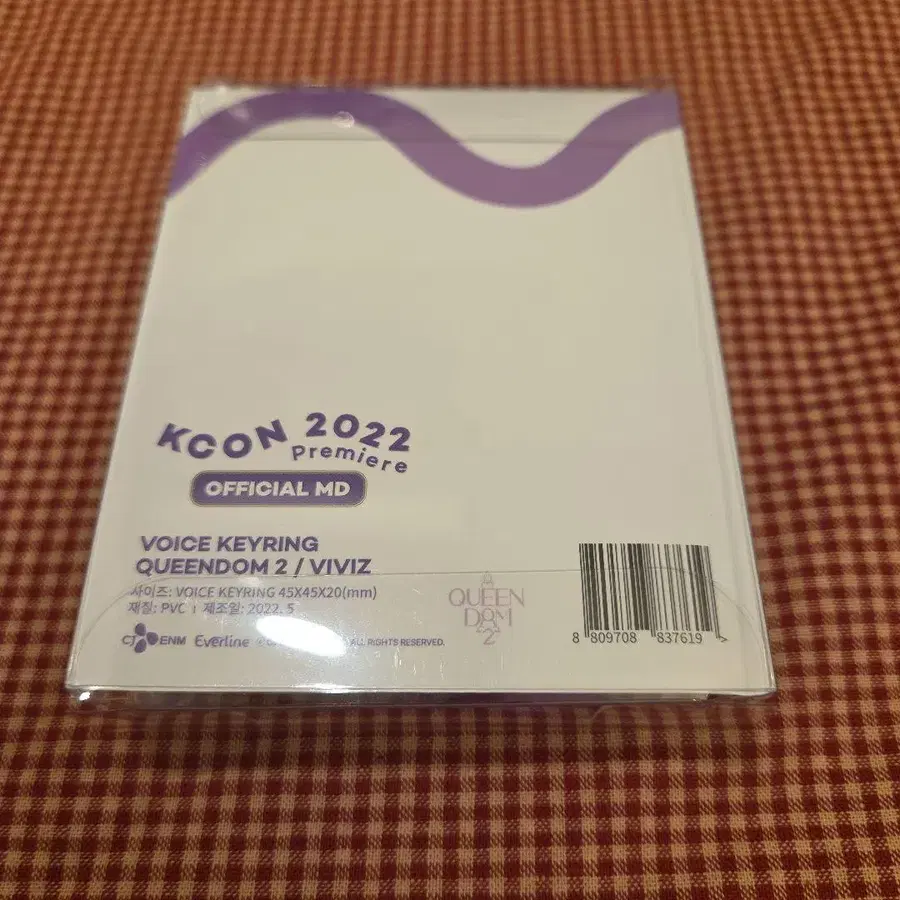 KCON 2022
Premiere
OFFICIAL MD
VOICE KEYRING
QUEENDOM 2 / VIVIZ
사이즈: VOICE KEYRING 45X45X20(mm)
재질: PVC | 제조일: 2022. 5
CJ ENM Everline ALL RIGHTS RESERVED.
QUEEN
DOM
2
8 809708 837619 >